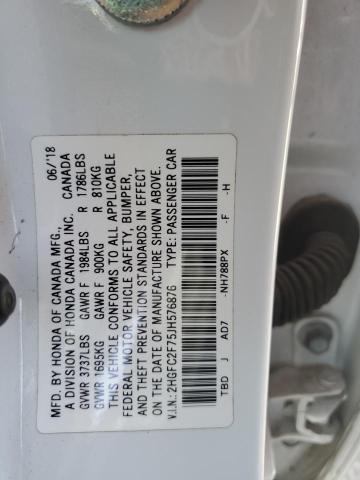 MFD. BY HONDA OF CANADA MFG. 06/'18
A DIVISION OF HONDA CANADA INC. CANADA
GVWR 3737LBS GAWR F 1984LBS R 1786LBS
GVWR 1695KG GAWR F 900KG R 810KG
THIS VEHICLE CONFORMS TO ALL APPLICABLE
FEDERAL MOTOR VEHICLE SAFETY, BUMPER,
AND THEFT PREVENTION STANDARDS IN EFFECT
ON THE DATE OF MANUFACTURE SHOWN ABOVE.
V.I.N.: 2HGFC2F75JH576876 TYPE: PASSENGER CAR
TBD J AD7 -NH788PX -F -H